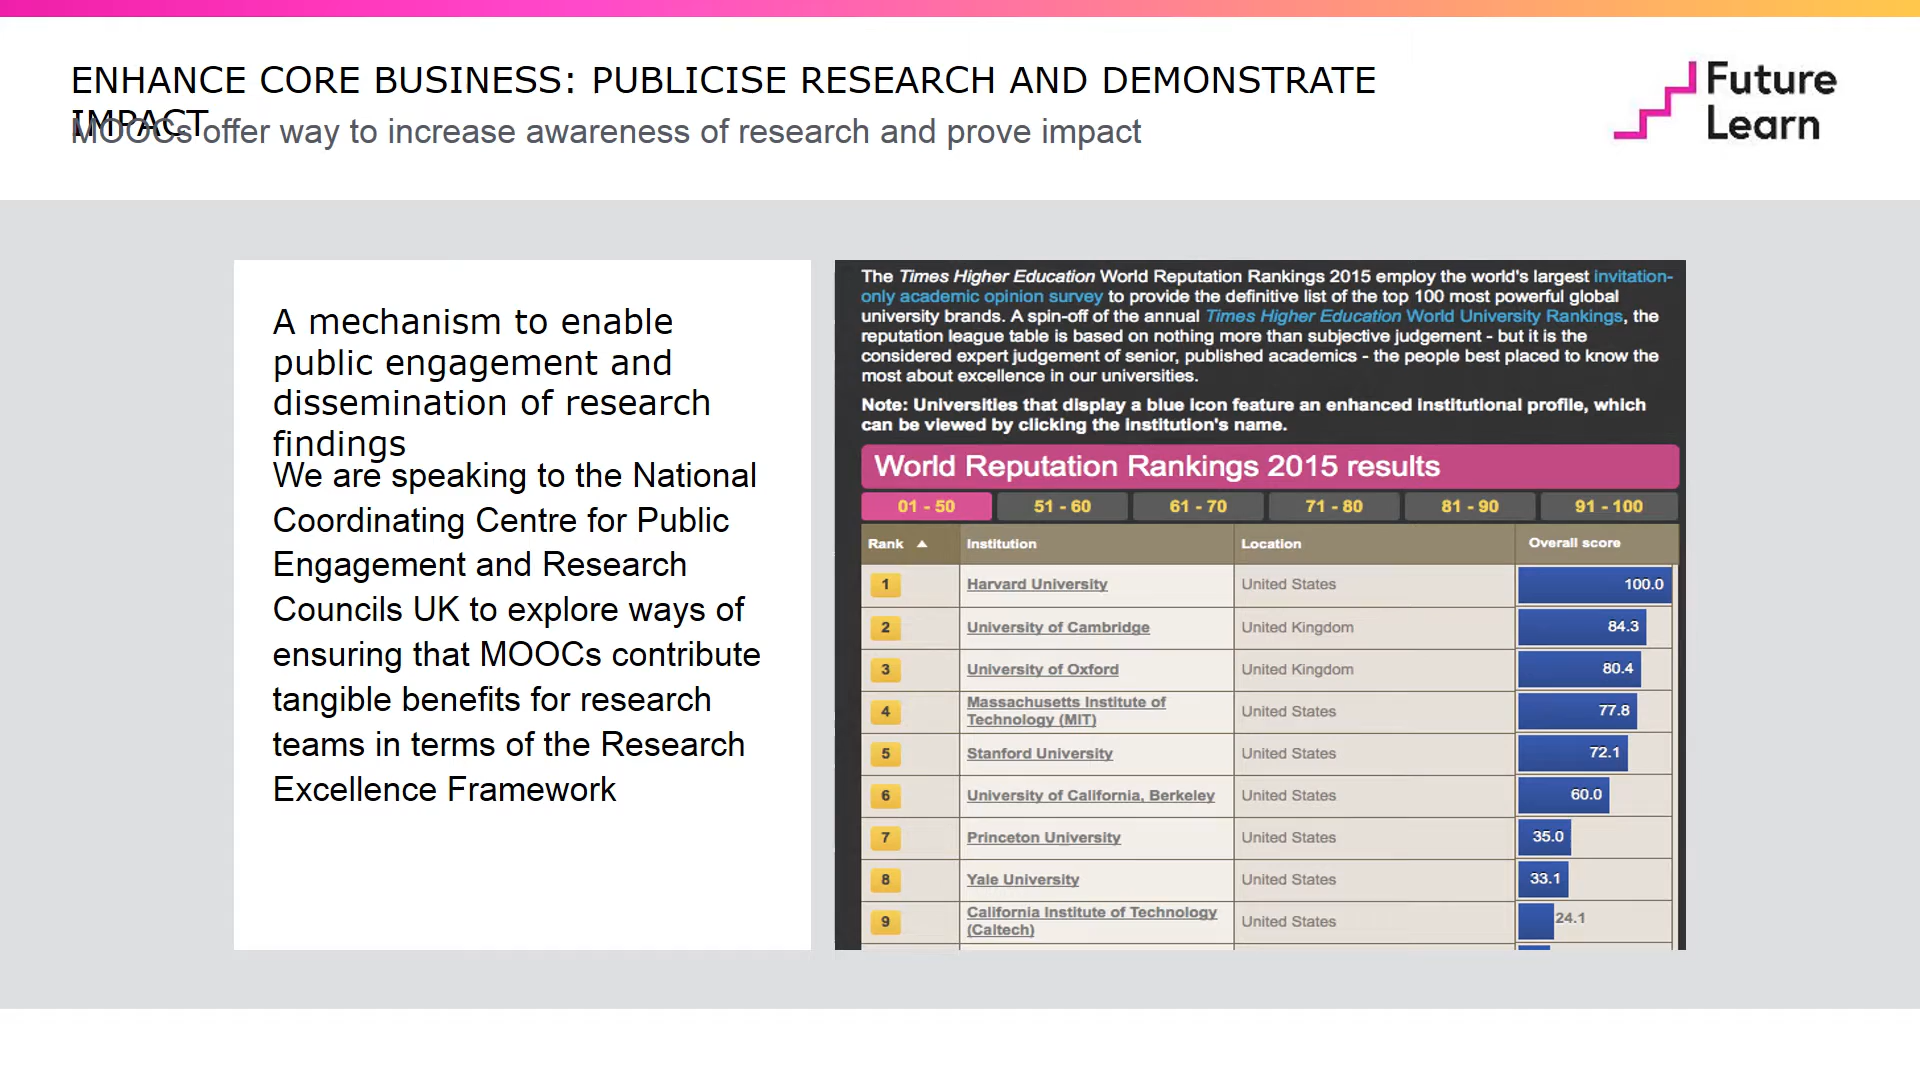 ENHANCE CORE BUSINESS: PUBLICISE RESEARCH AND DEMONSTRATE
IMPACT
MOOCs offer way to increase awareness of research and prove impact
Future
Learn
A mechanism to enable
public engagement and
dissemination of research
findings
We are speaking to the National
Coordinating Centre for Public
Engagement and Research
Councils UK to explore ways of
ensuring that MOOCs contribute
tangible benefits for research
teams in terms of the Research
Excellence Framework
The Times Higher Education World Reputation Rankings 2015 employ the world's largest invitation-
only academic opinion survey to provide the definitive list of the top 100 most powerful global
university brands. A spin-off of the annual Times Higher Education World University Rankings, the
reputation league table is based on nothing more than subjective judgement - but it is the
considered expert judgement of senior, published academics - the people best placed to know the
most about excellence in our universities.
Note: Universities that display a blue icon feature an enhanced institutional profile, which
can be viewed by clicking the institution's name.
World Reputation Rankings 2015 results
01 - 50 51 - 60 61 - 70 71 - 80 81 - 90 91 - 100
Rank Institution Location Overall score
1 Harvard University United States 100.0
2 University of Cambridge United Kingdom 84.3
3 University of Oxford United Kingdom 80.4
4 Massachusetts Institute of
Technology (MIT) United States 77.8
5 Stanford University United States 72.1
6 University of California, Berkeley United States 60.0
7 Princeton University United States 35.0
8 Yale University United States 33.1
9 California Institute of Technology
(Caltech) United States 24.1